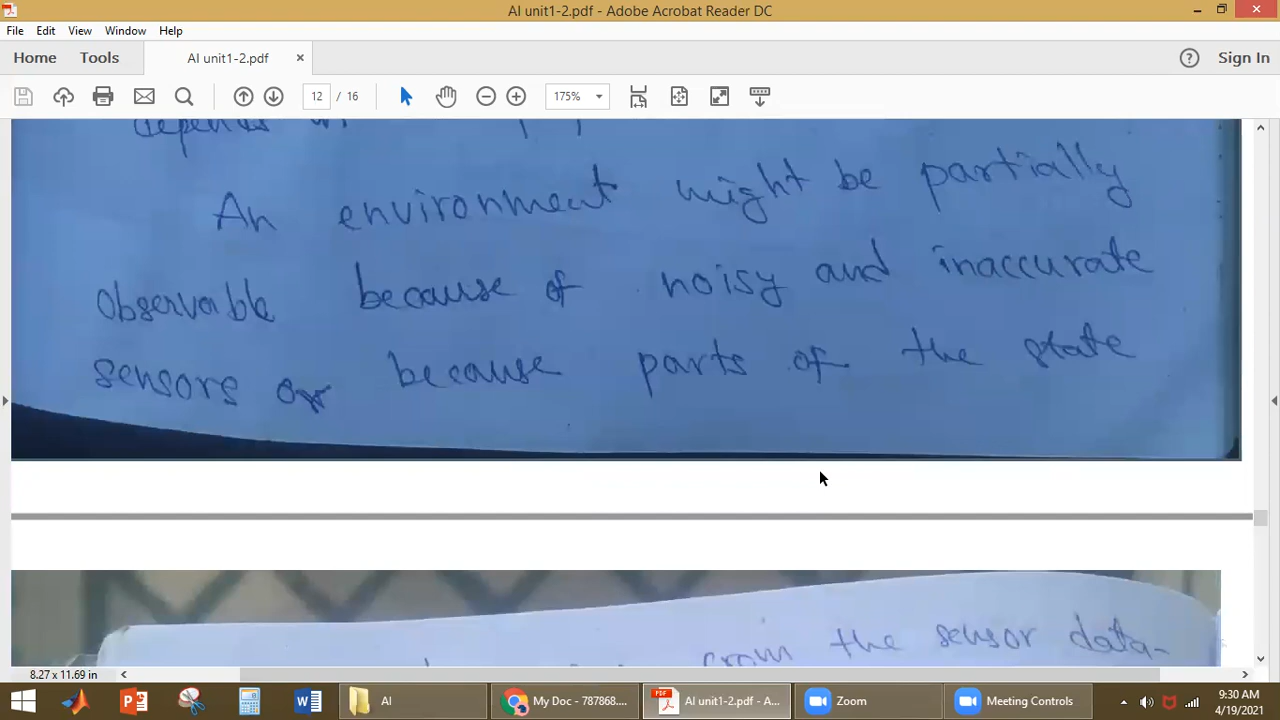 AI unit1-2.pdf - Adobe Acrobat Reader DC
File Edit View Window Help
Home Tools AI unit1-2.pdf × Sign In
12 / 16 175%
depends
An environment might be partially
Observable because of noisy and inaccurate
sensors or because parts of the state
from the sensor data-
8.27 x 11.69 in
AI My Doc - 787868.... AI unit1-2.pdf - A... Zoom Meeting Controls 9:30 AM
4/19/2021